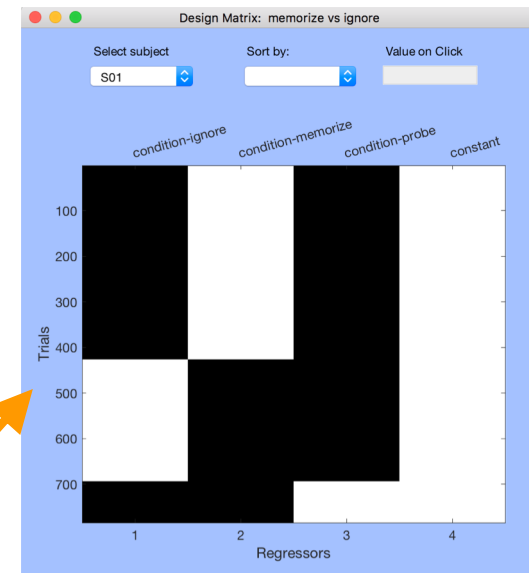 Design Matrix: memorize vs ignore
Select subject
Sort by:
Value on Click
S01
condition-ignore
condition-memorize
condition-probe
constant
100
200
300
400
500
600
700
Trials
1
2
3
4
Regressors